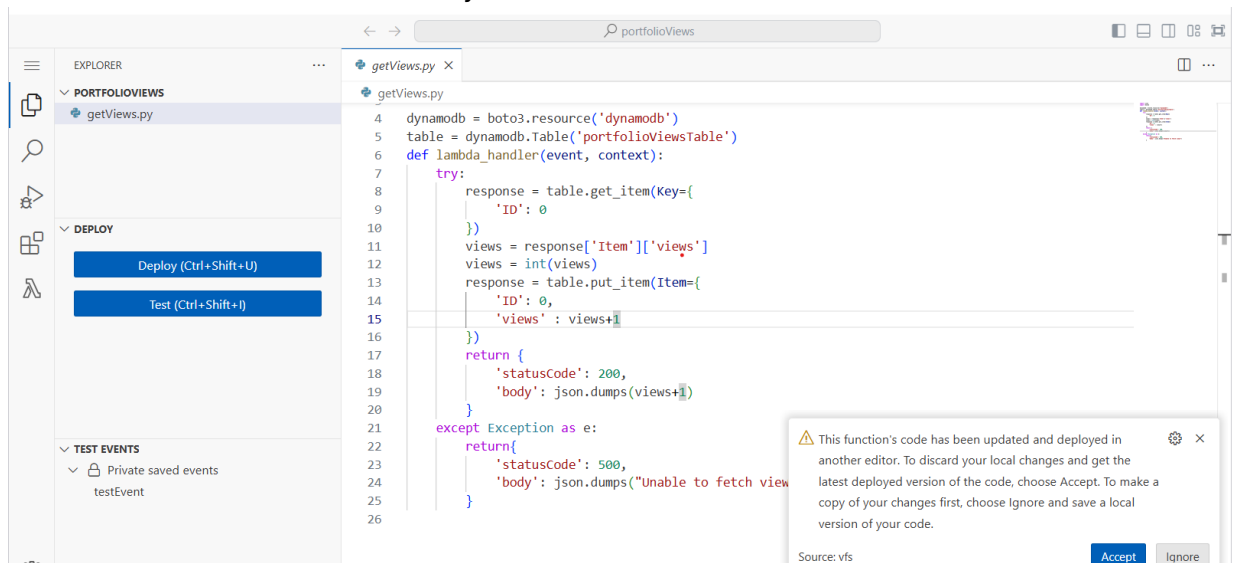 portfolioViews
EXPLORER
PORTFOLIOVIEWS
getViews.py
DEPLOY
Deploy (Ctrl+Shift+U)
Test (Ctrl+Shift+I)
TEST EVENTS
Private saved events
testEvent
getViews.py
getViews.py
4 dynamodb = boto3.resource('dynamodb')
5 table = dynamodb.Table('portfolioViewsTable')
6 def lambda_handler(event, context):
7     try:
8         response = table.get_item(Key={
9             'ID': 0
10         })
11         views = response['Item']['views']
12         views = int(views)
13         response = table.put_item(Item={
14             'ID': 0,
15             'views' : views+1
16         })
17         return {
18             'statusCode': 200,
19             'body': json.dumps(views+1)
20         }
21     except Exception as e:
22         return{
23             'statusCode': 500,
24             'body': json.dumps("Unable to fetch view
25         }
26
This function's code has been updated and deployed in
another editor. To discard your local changes and get the
latest deployed version of the code, choose Accept. To make a
copy of your changes first, choose Ignore and save a local
version of your code.
Source: vfs
Accept
Ignore